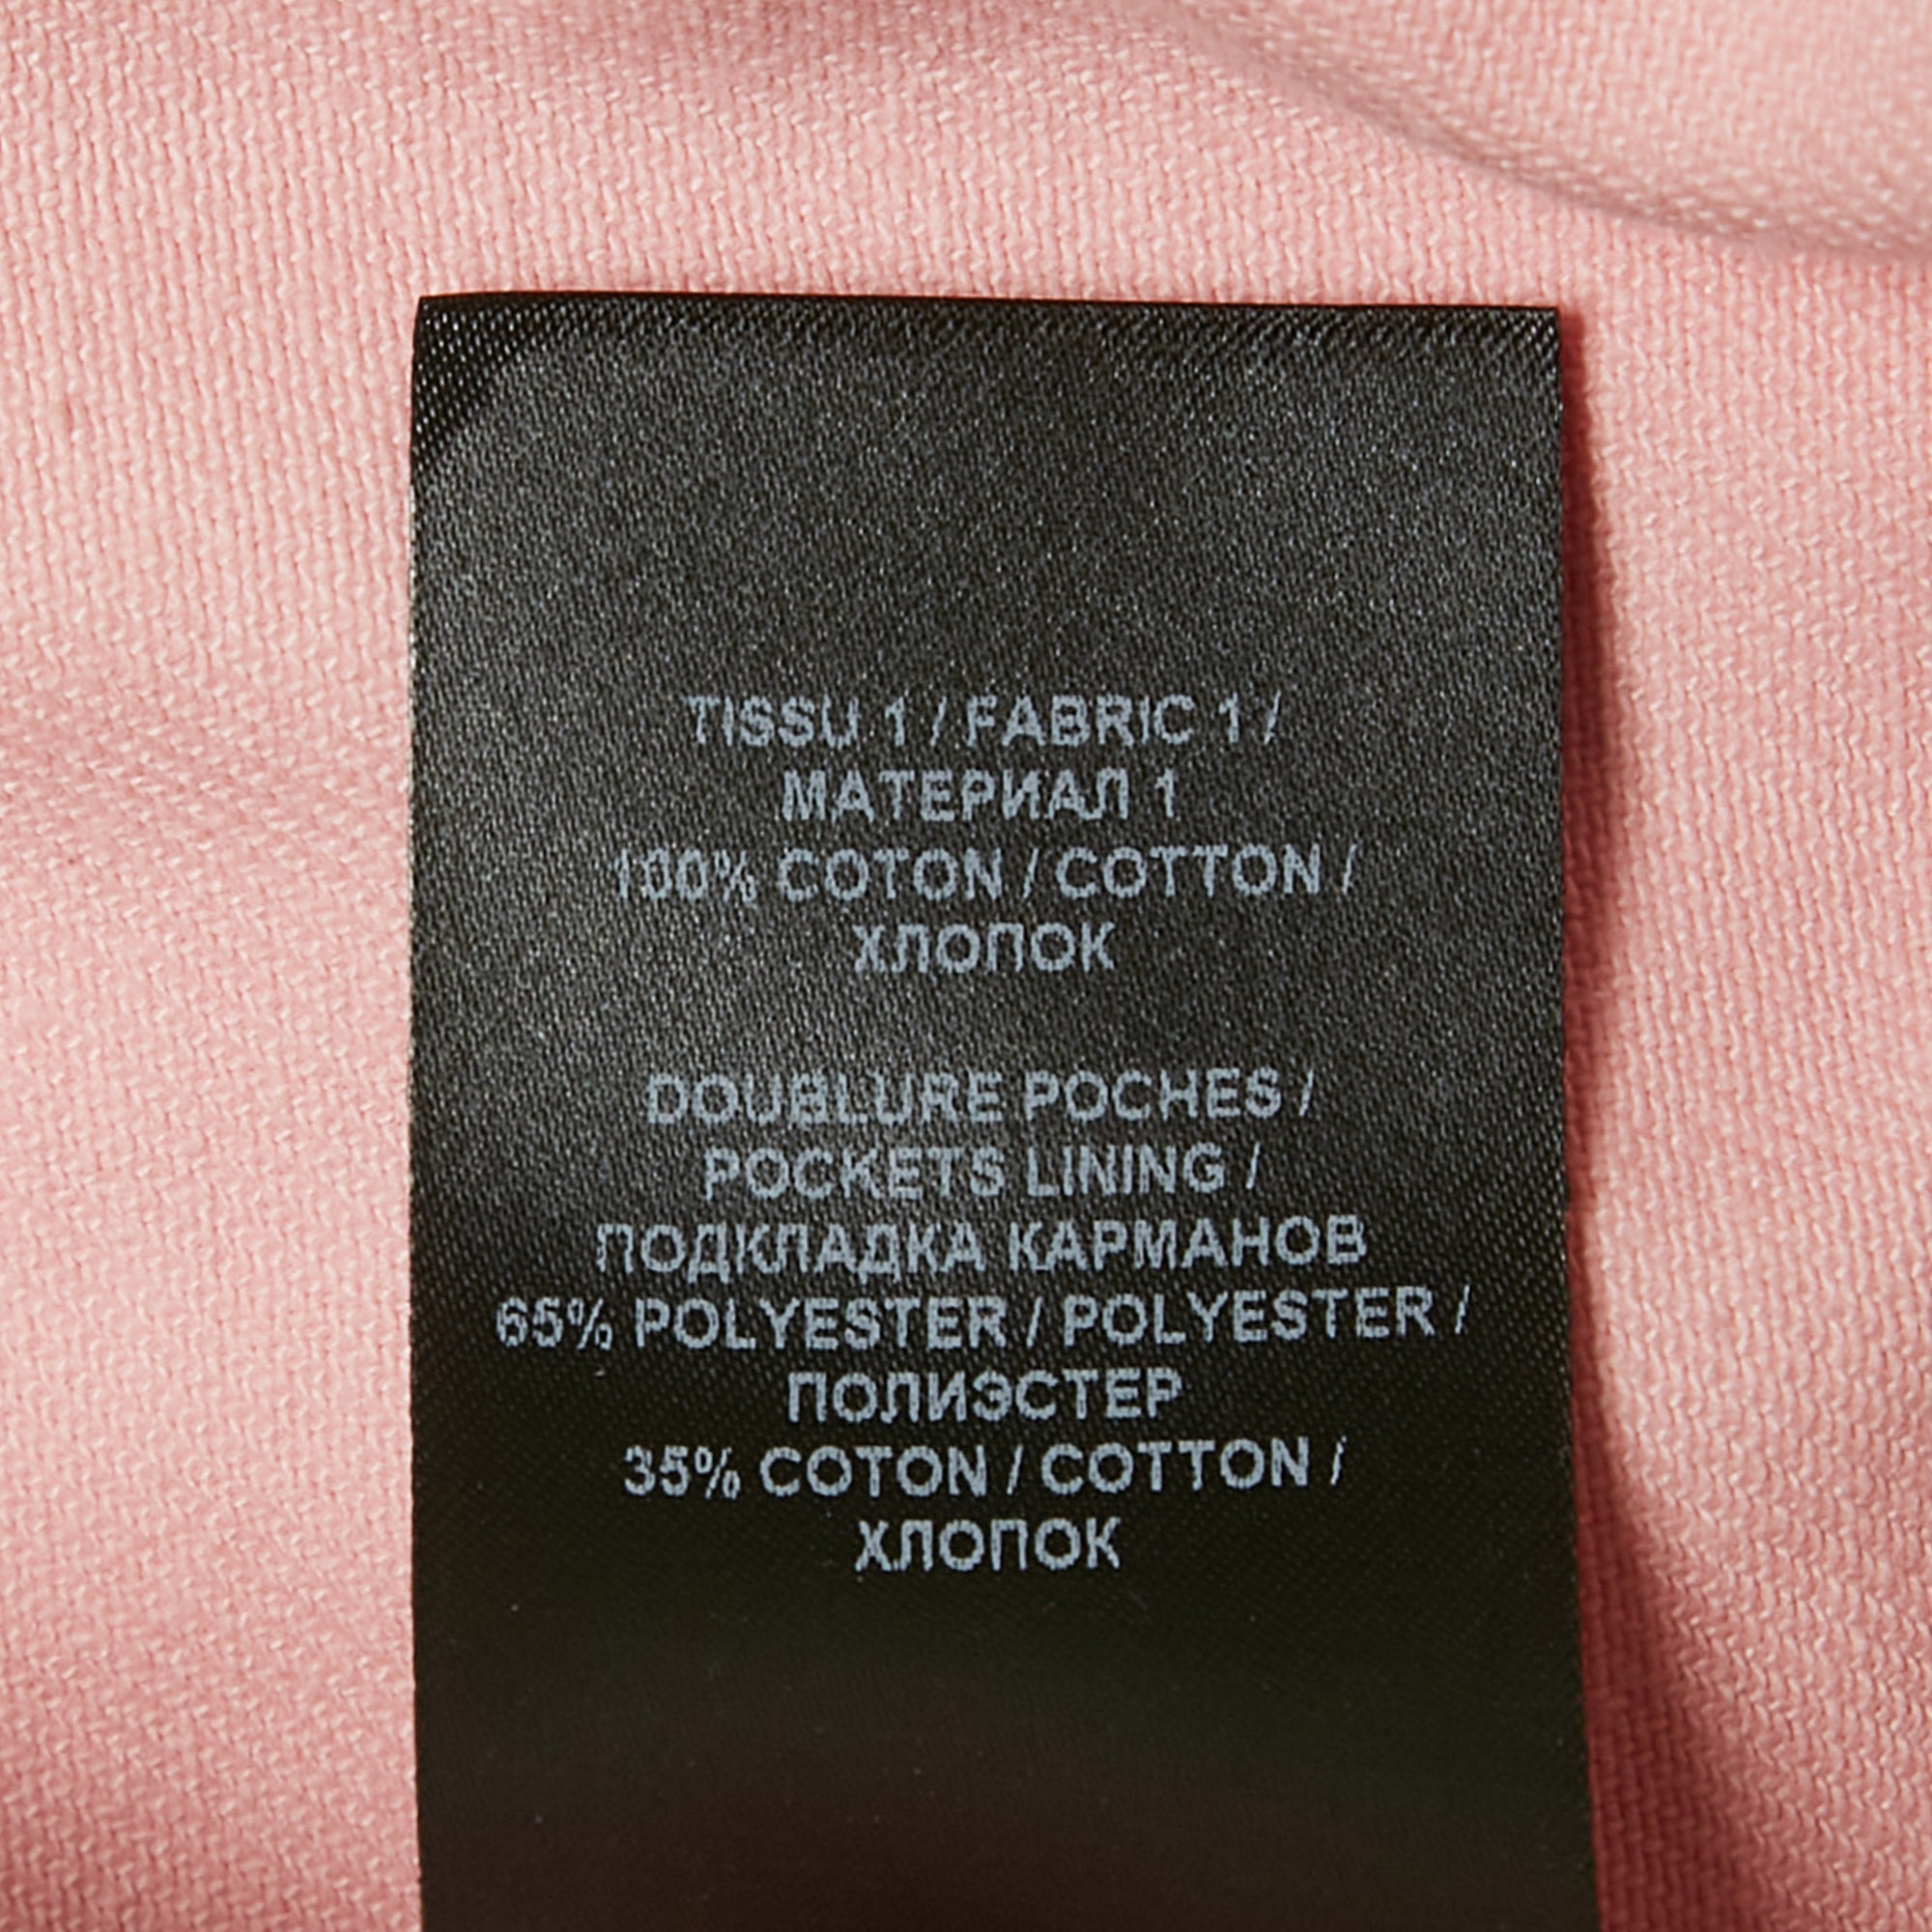 TISSU 1 / FABRIC 1 /
МАТЕРИАЛ 1
100% COTON / COTTON /
ХЛОПОК
DOUBLURE POCHES /
POCKETS LINING /
ПОДКЛАДКА КАРМАНОВ
65% POLYESTER / POLYESTER /
ПОЛИЭСТЕР
35% COTON / COTTON /
ХЛОПОК